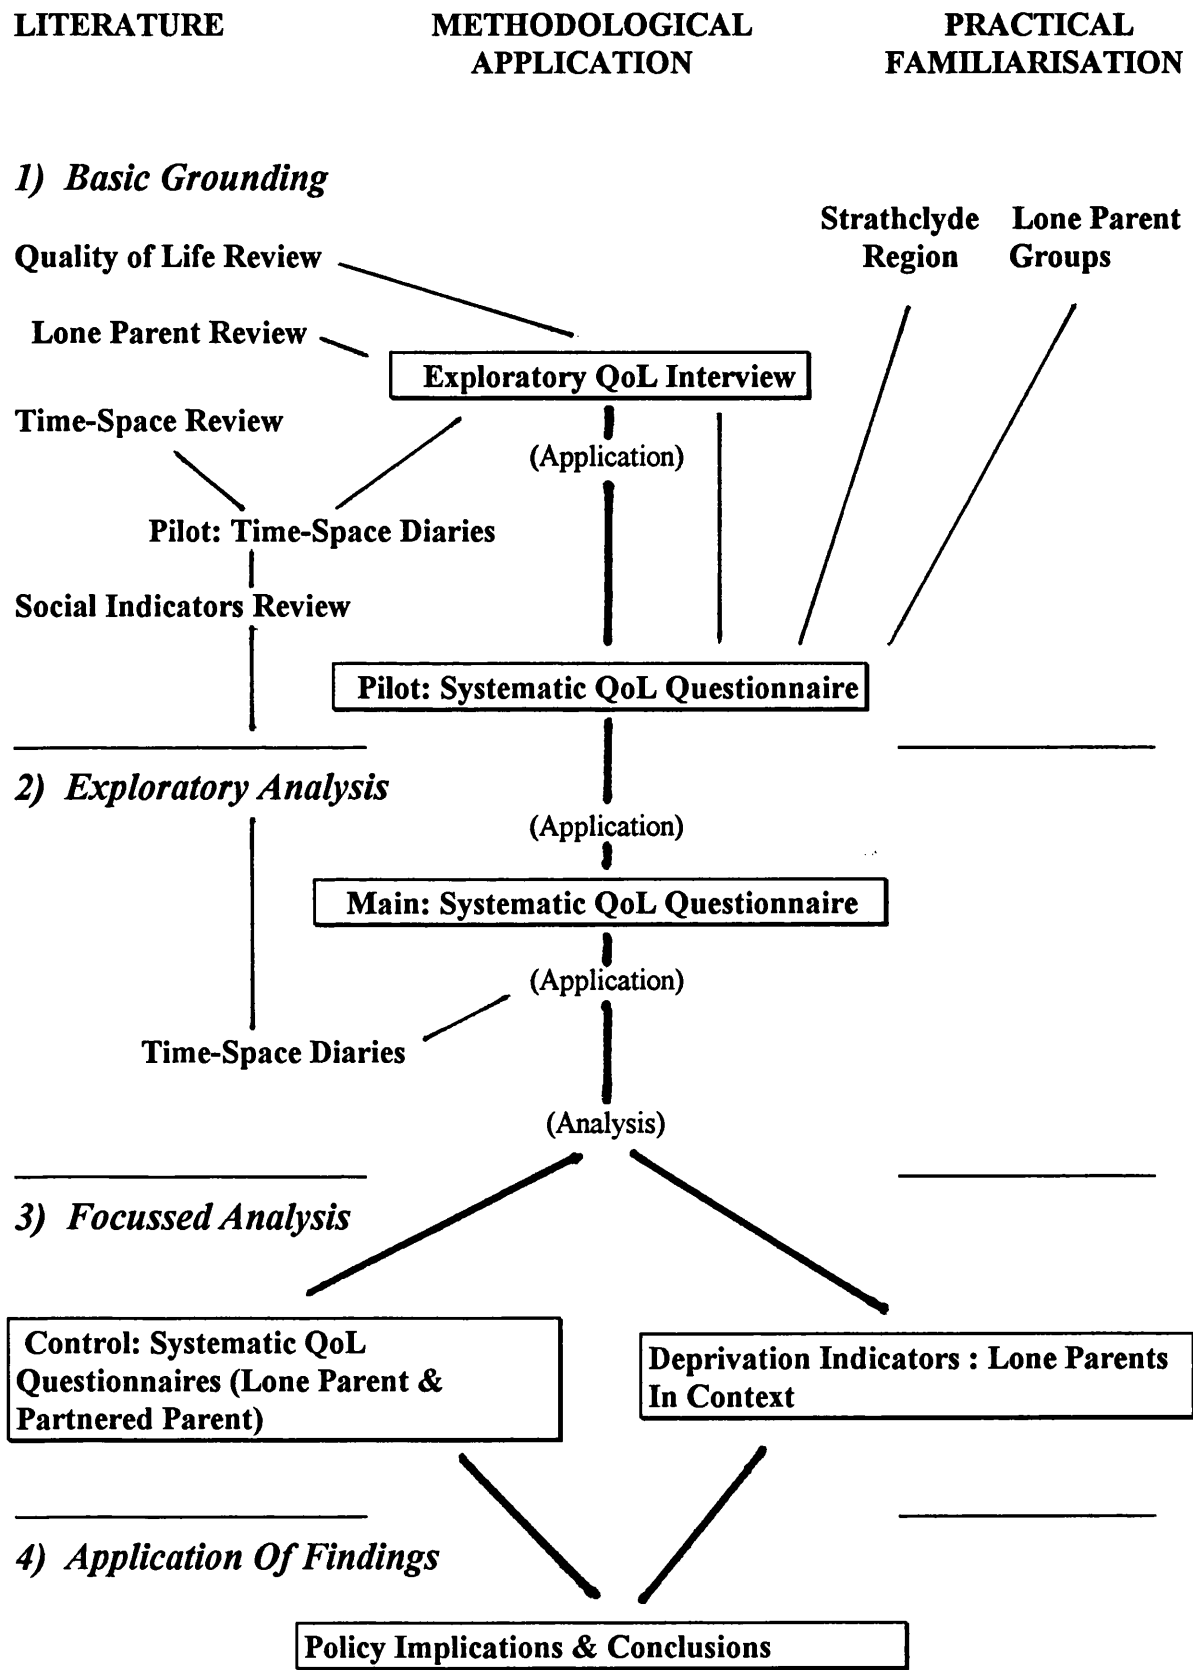 LITERATURE
METHODOLOGICAL
APPLICATION
PRACTICAL
FAMILIARISATION
1) Basic Grounding
Strathclyde
Region
Lone Parent
Groups
Quality of Life Review
Lone Parent Review
Exploratory QoL Interview
Time-Space Review
(Application)
Pilot: Time-Space Diaries
Social Indicators Review
Pilot: Systematic QoL Questionnaire
2) Exploratory Analysis
(Application)
Main: Systematic QoL Questionnaire
(Application)
Time-Space Diaries
(Analysis)
3) Focussed Analysis
Control: Systematic QoL
Questionnaires (Lone Parent &
Partnered Parent)
Deprivation Indicators : Lone Parents
In Context
4) Application Of Findings
Policy Implications & Conclusions